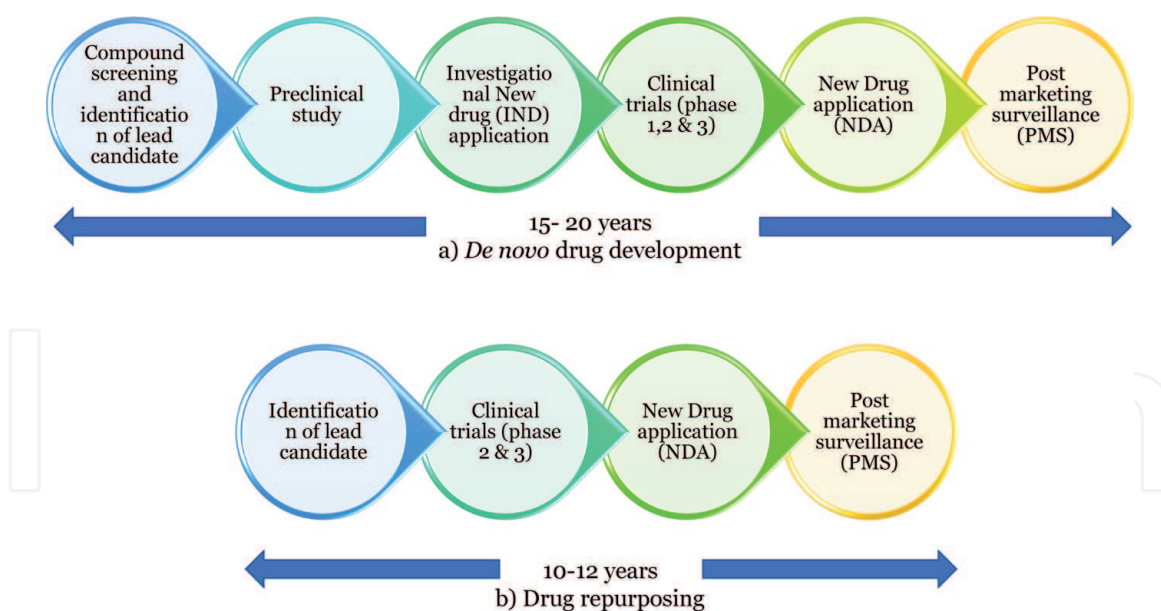 Compound
screening
and
identificatio
n of lead
candidate
Preclinical
study
Investigatio
nal New
drug (IND)
application
Clinical
trials (phase
1,2 & 3)
New Drug
application
(NDA)
Post
marketing
surveillance
(PMS)
15- 20 years
a) De novo drug development
Identificatio
n of lead
candidate
Clinical
trials (phase
2 & 3)
New Drug
application
(NDA)
Post
marketing
surveillance
(PMS)
10-12 years
b) Drug repurposing